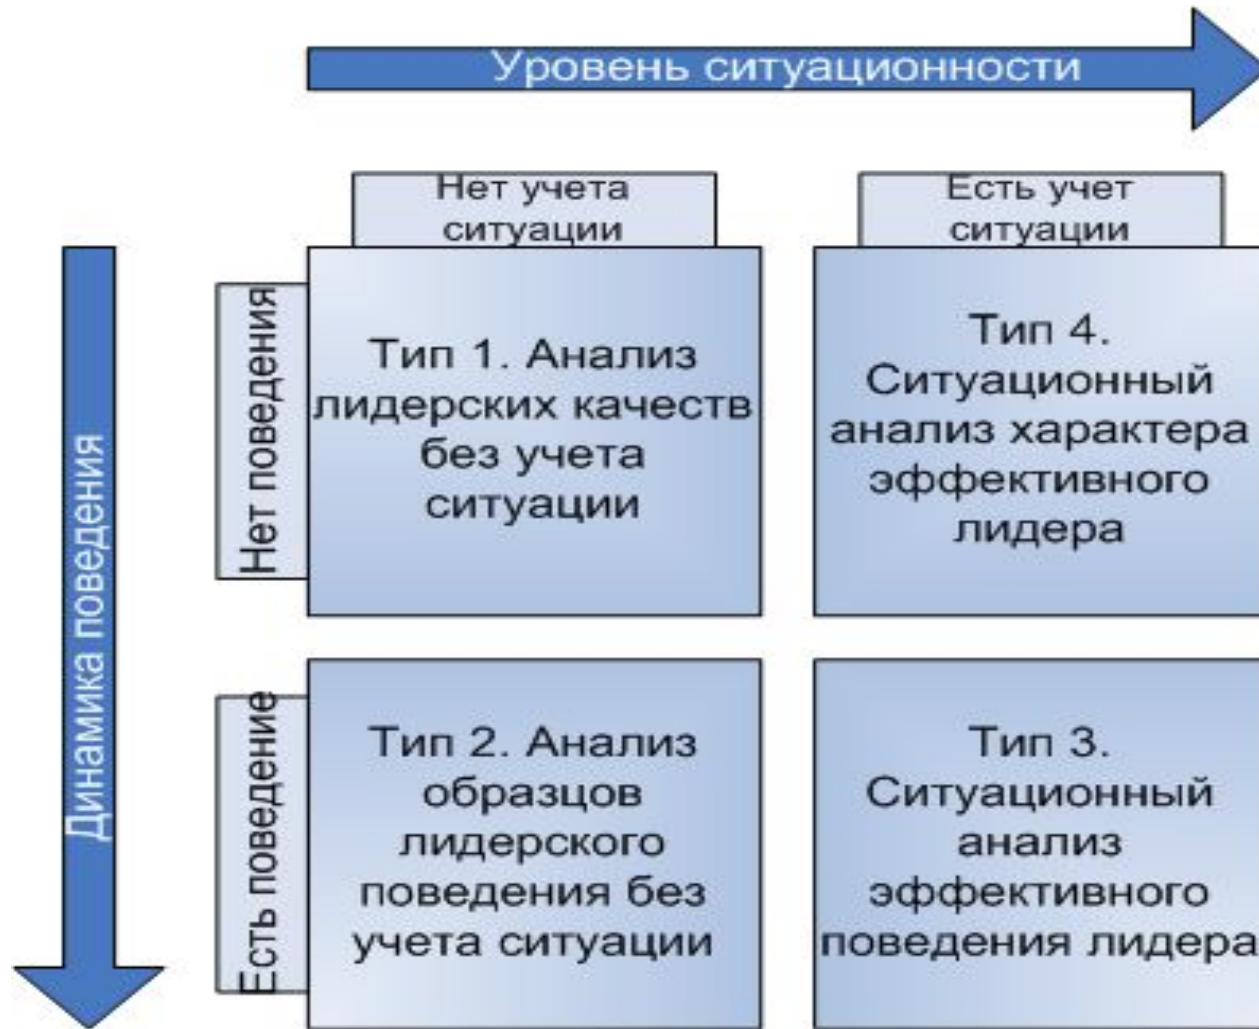 Уровень ситуационности
Нет учета
ситуации
Есть учет
ситуации
Динамика поведения
Нет поведения
Тип 1. Анализ
лидерских качеств
без учета
ситуации
Тип 4.
Ситуационный
анализ характера
эффективного
лидера
Есть поведение
Тип 2. Анализ
образцов
лидерского
поведения без
учета ситуации
Тип 3.
Ситуационный
анализ
эффективного
поведения лидера